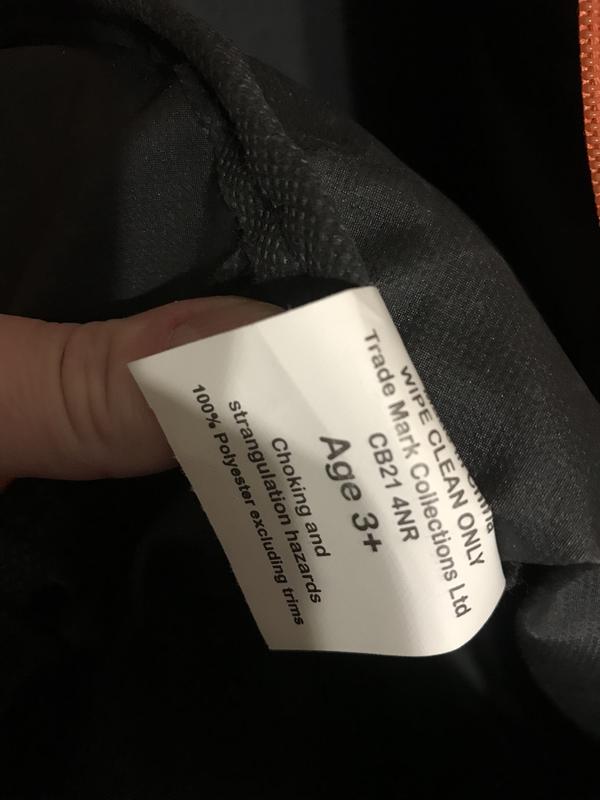 China
WIPE CLEAN ONLY
Trade Mark Collections Ltd
CB21 4NR
Age 3+
Choking and
strangulation hazards
100% Polyester excluding trims